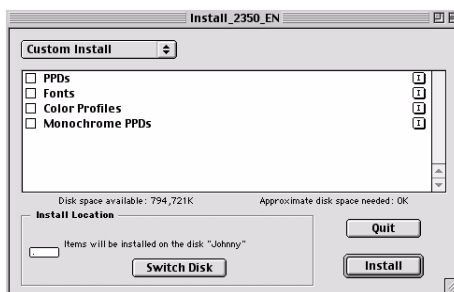 Install_2350_EN
Custom Install
PPDs I
Fonts I
Color Profiles I
Monochrome PPDs I
Disk space available: 794,721K Approximate disk space needed: 0K
Install Location
Items will be installed on the disk "Johnny"
Switch Disk
Quit
Install